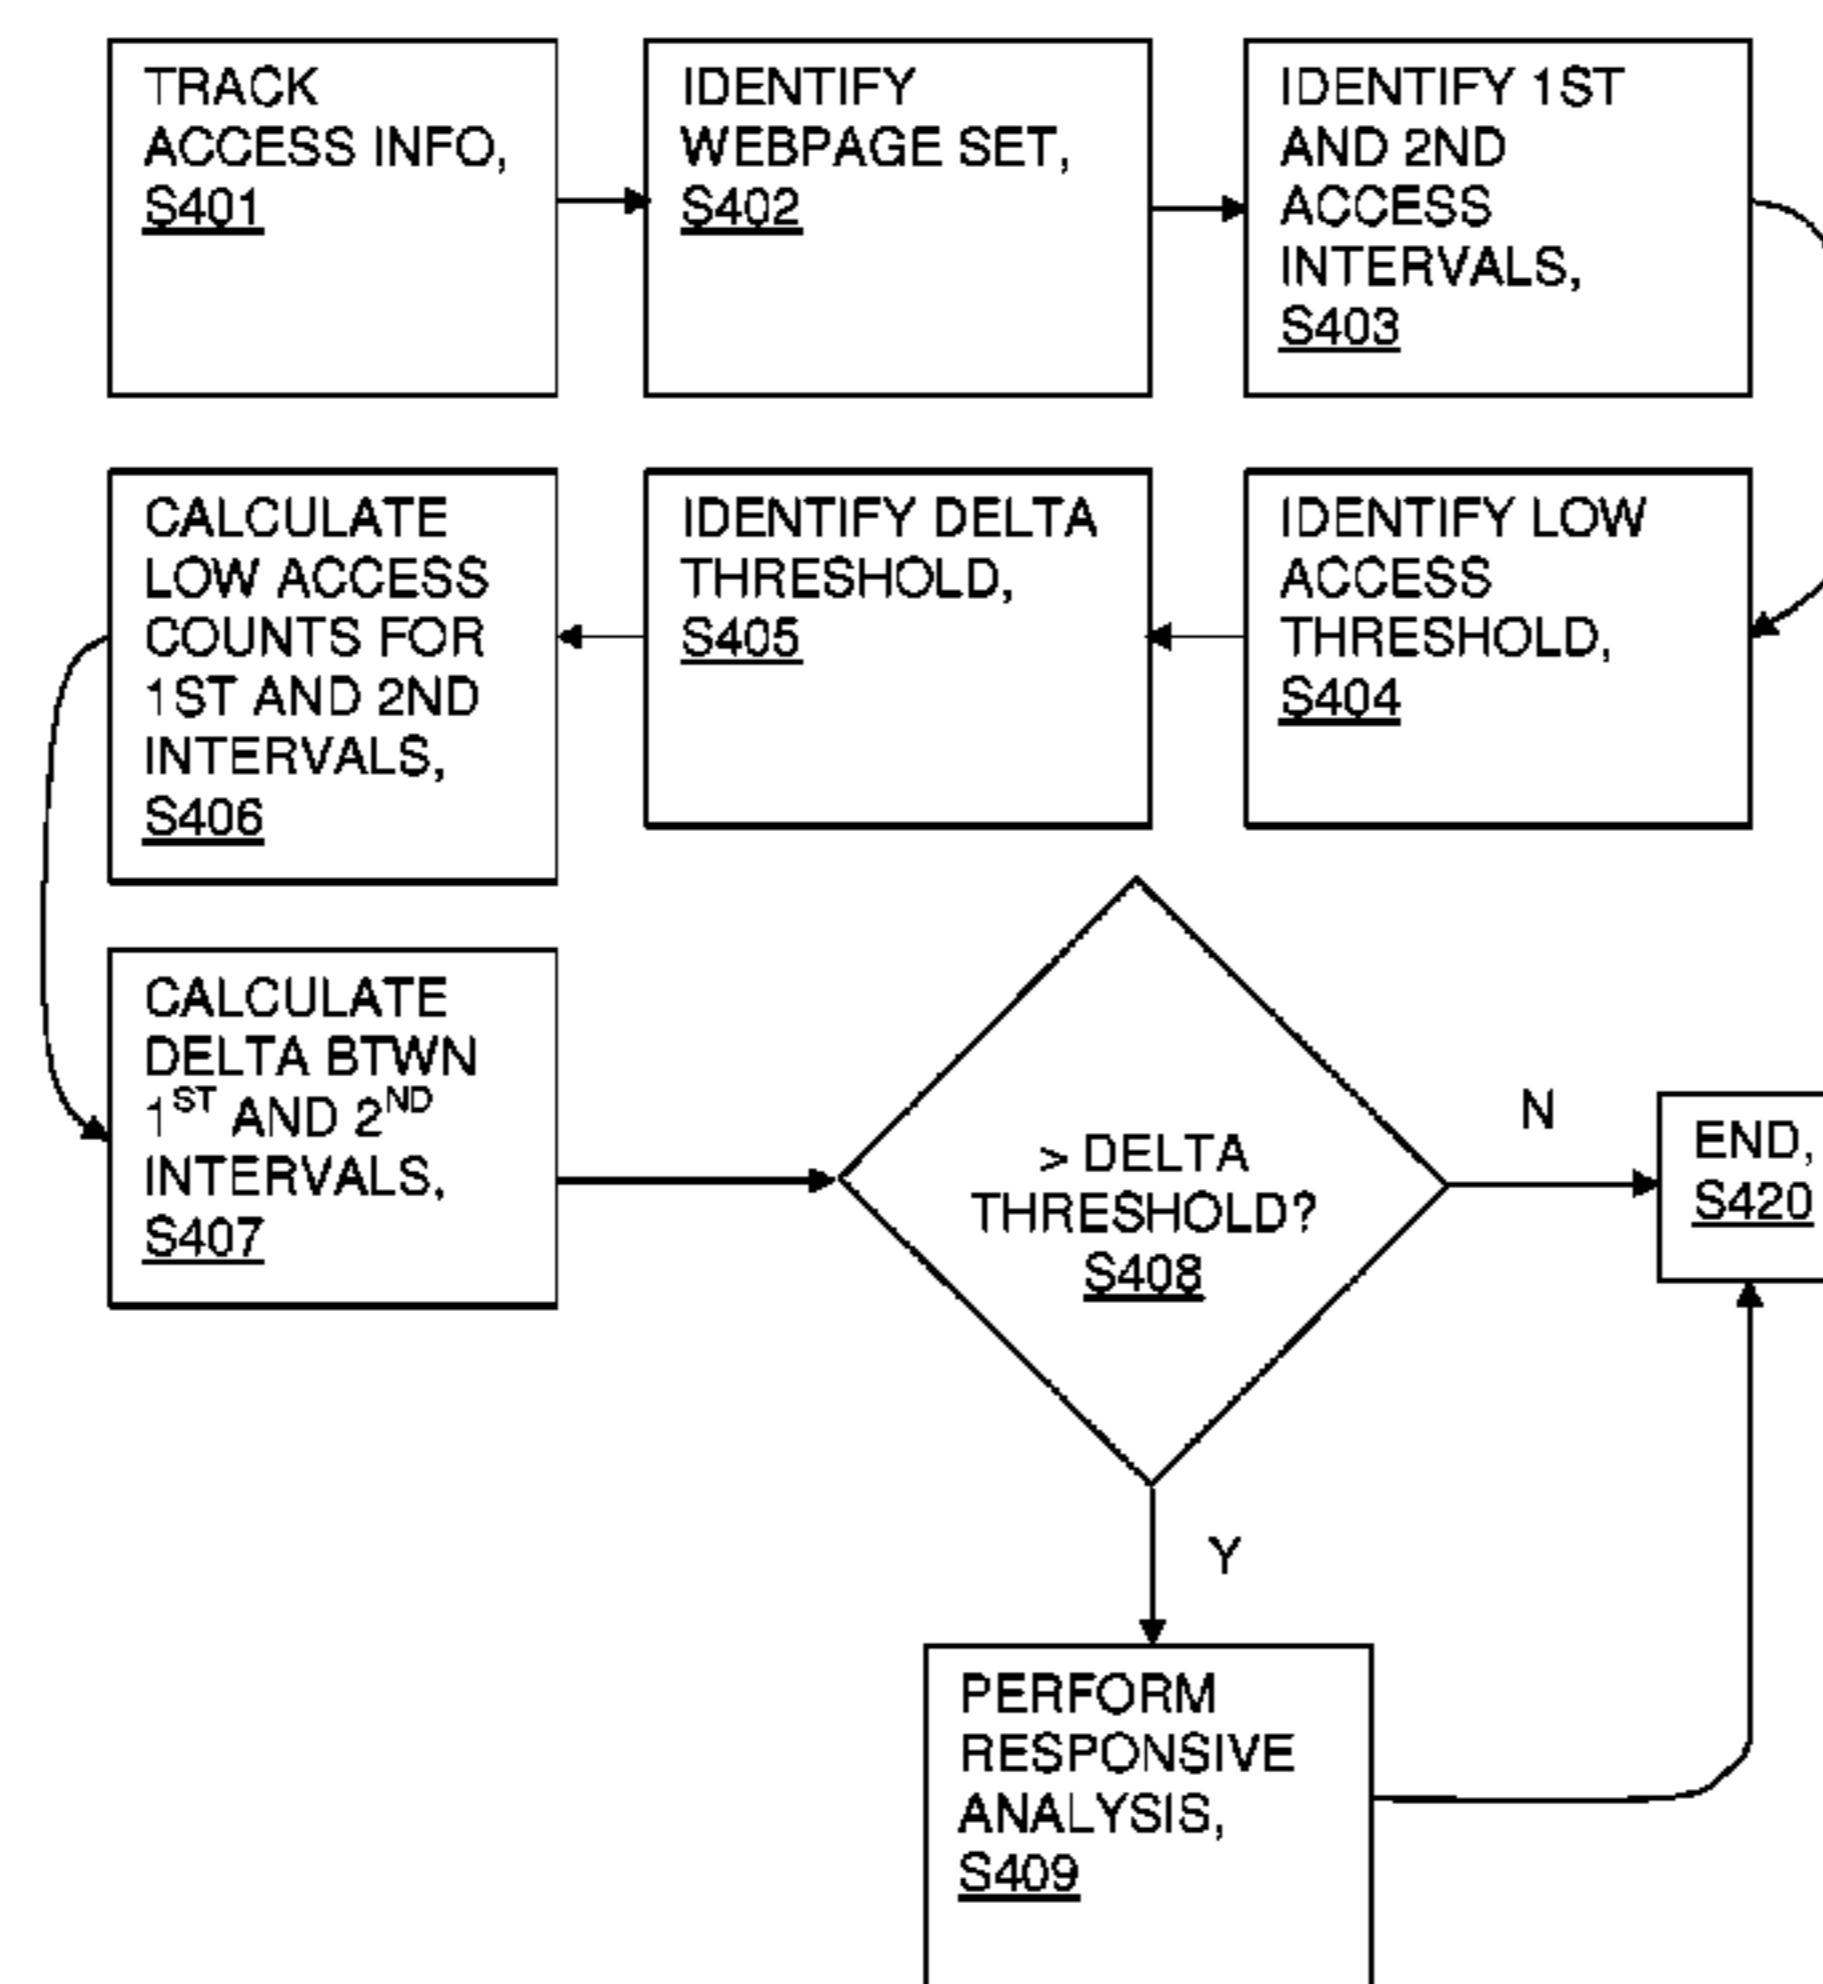 TRACK
ACCESS INFO,
S401
IDENTIFY
WEBPAGE SET,
S402
IDENTIFY 1ST
AND 2ND
ACCESS
INTERVALS,
S403
IDENTIFY LOW
ACCESS
THRESHOLD,
S404
IDENTIFY DELTA
THRESHOLD,
S405
CALCULATE
LOW ACCESS
COUNTS FOR
1ST AND 2ND
INTERVALS,
S406
CALCULATE
DELTA BTWN
1ST AND 2ND
INTERVALS,
S407
> DELTA
THRESHOLD?
S408
N
END,
S420
Y
PERFORM
RESPONSIVE
ANALYSIS,
S409